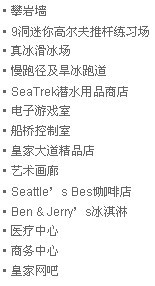 • 攀岩墙
• 9洞迷你高尔夫推杆练习场
• 真冰滑冰场
• 慢跑径及旱冰跑道
• SeaTrek潜水用品商店
• 电子游戏室
• 船桥控制室
• 皇家大道精品店
• 艺术画廊
• Seattle’s Best咖啡店
• Ben & Jerry’s冰淇淋
• 医疗中心
• 商务中心
• 皇家网吧